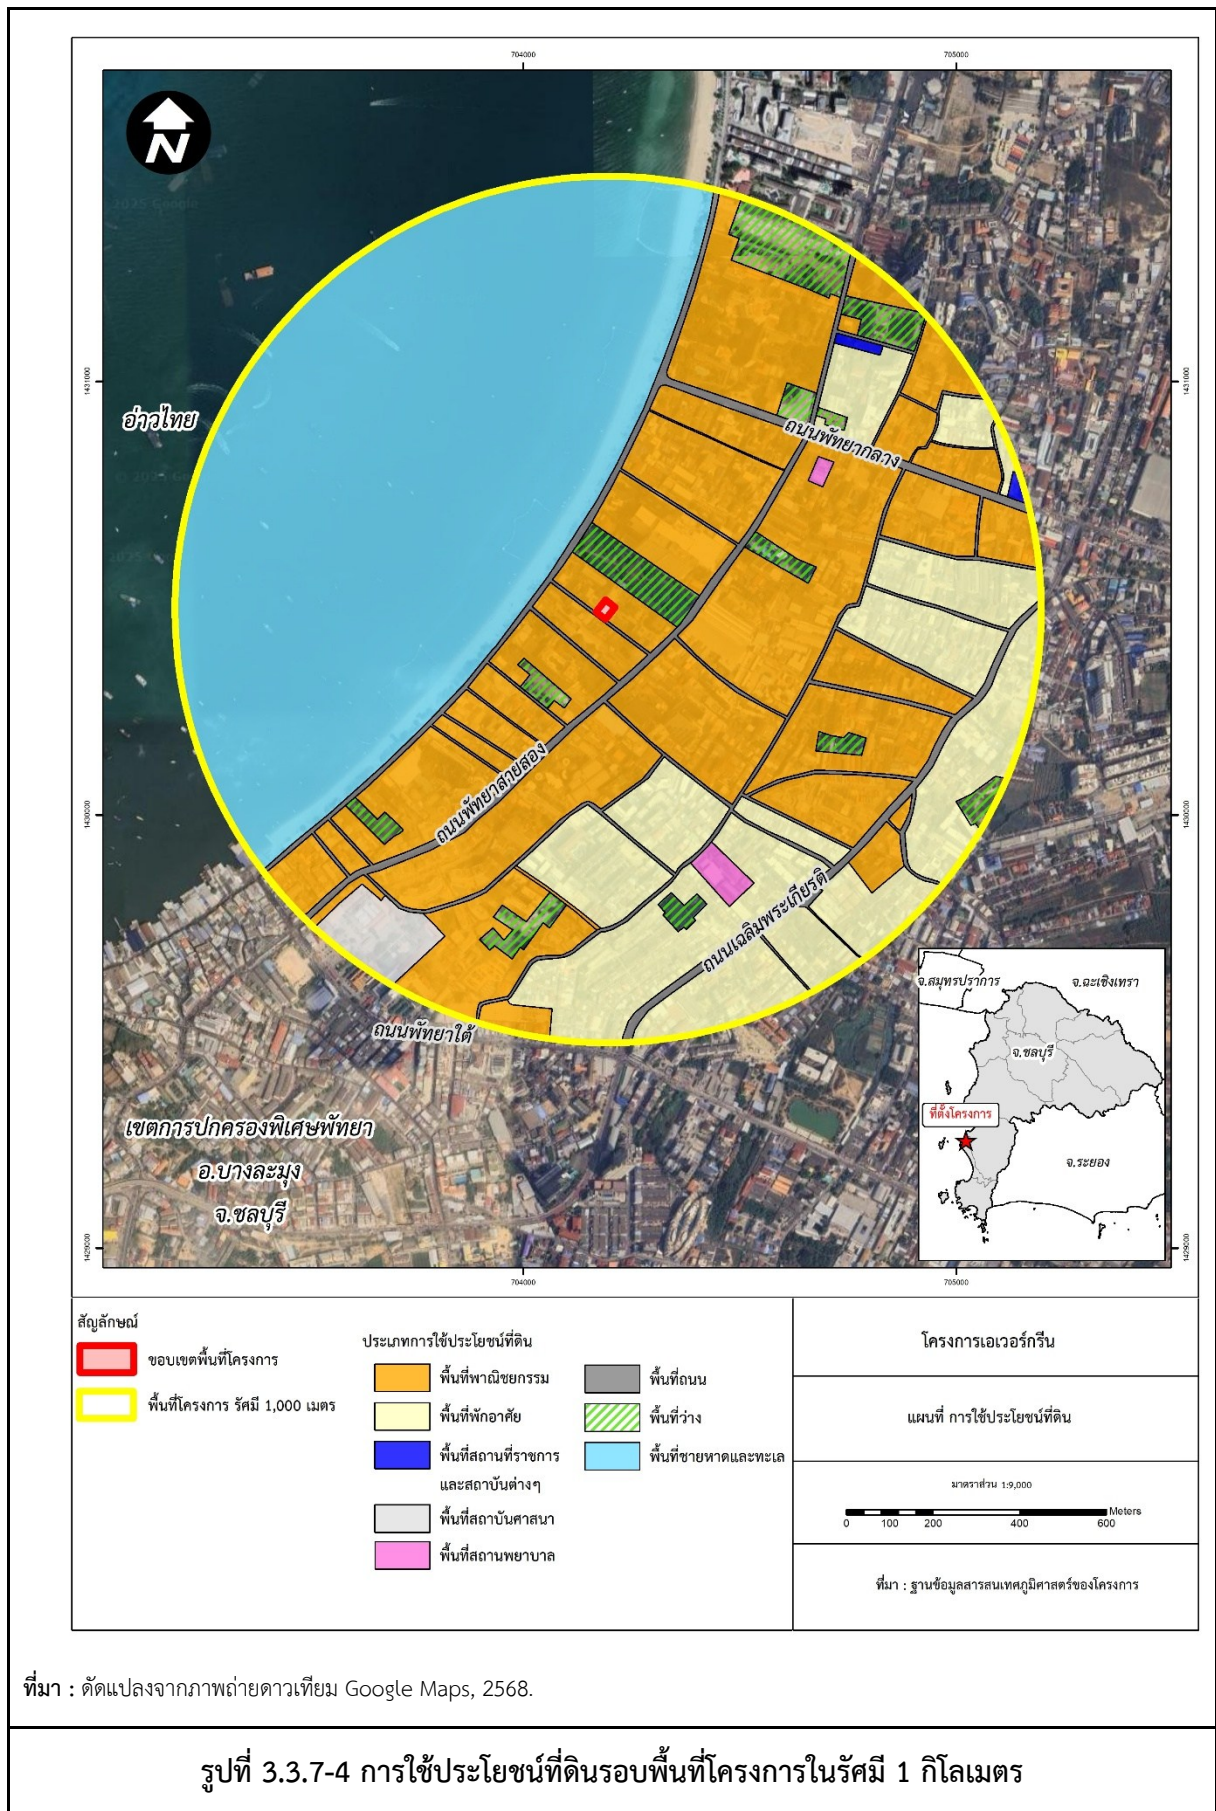 704000
705000
N
2025 Google
1431000
1431000
อ่าวไทย
ถนนพัทยากลาง
ถนนพัทยาสายสอง
1430000
1430000
ถนนเฉลิมพระเกียรติ
ถนนพัทยาใต้
เขตการปกครองพิเศษพัทยา
อ.บางละมุง
จ.ชลบุรี
จ.สมุทรปราการ
จ.ฉะเชิงเทรา
จ.ชลบุรี
ที่ตั้งโครงการ
จ.ระยอง
1429000
1429000
704000
705000
สัญลักษณ์
ขอบเขตพื้นที่โครงการ
พื้นที่โครงการ รัศมี 1,000 เมตร
ประเภทการใช้ประโยชน์ที่ดิน
พื้นที่พาณิชยกรรม
พื้นที่พักอาศัย
พื้นที่สถานที่ราชการ
และสถาบันต่างๆ
พื้นที่สถาบันศาสนา
พื้นที่สถานพยาบาล
พื้นที่ถนน
พื้นที่ว่าง
พื้นที่ชายหาดและทะเล
โครงการเอเวอร์กรีน
แผนที่ การใช้ประโยชน์ที่ดิน
มาตราส่วน 1:9,000
Meters
0 100 200 400 600
ที่มา : ฐานข้อมูลสารสนเทศภูมิศาสตร์ของโครงการ
ที่มา : ดัดแปลงจากภาพถ่ายดาวเทียม Google Maps, 2568.
รูปที่ 3.3.7-4 การใช้ประโยชน์ที่ดินรอบพื้นที่โครงการในรัศมี 1 กิโลเมตร